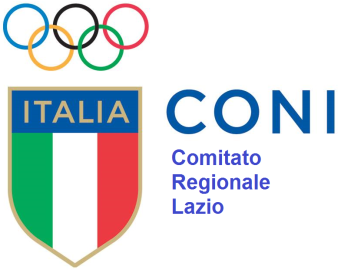 ITALIA
CONI
Comitato
Regionale
Lazio